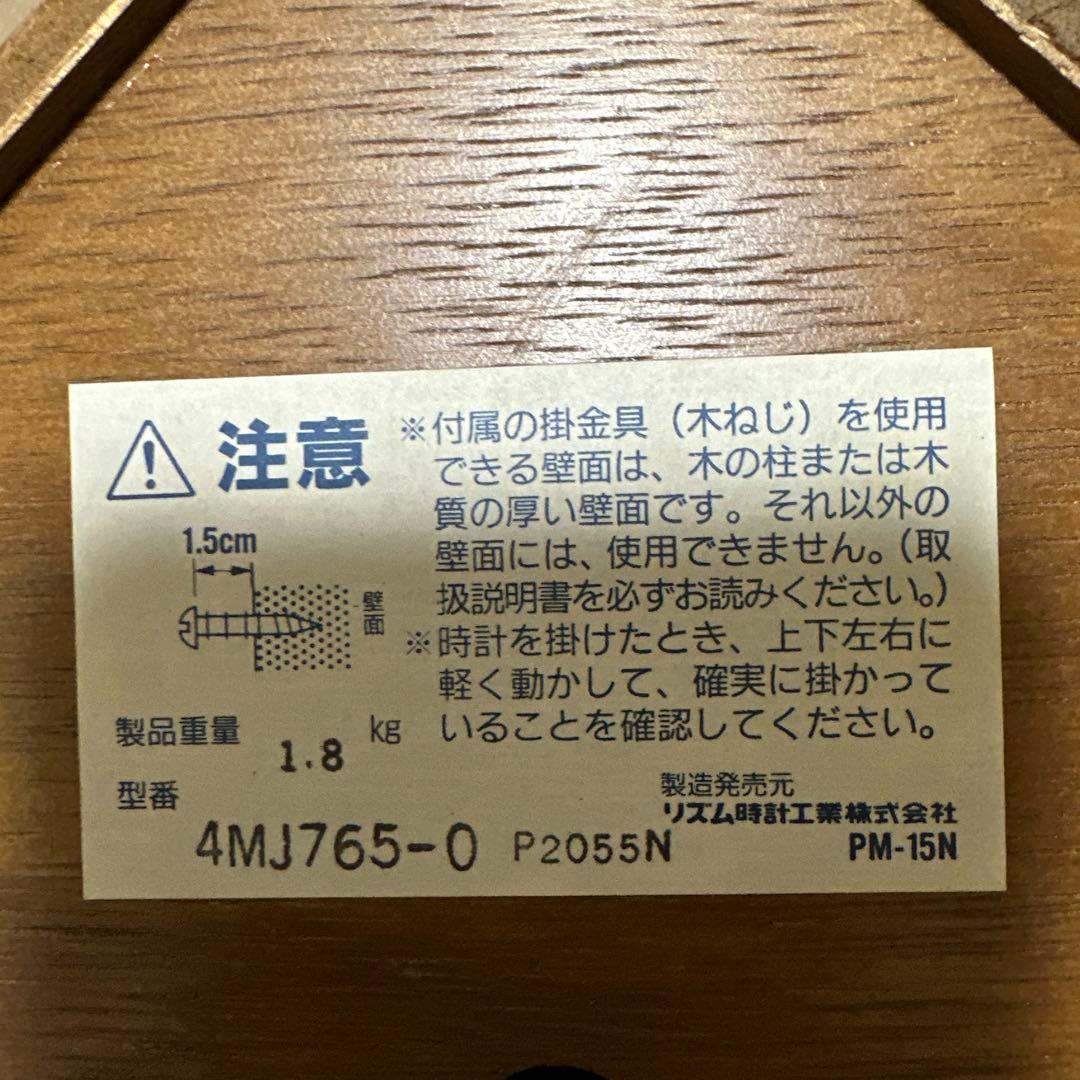 注意
※付属の掛金具（木ねじ）を使用
できる壁面は、木の柱または木
質の厚い壁面です。それ以外の
壁面には、使用できません。（取
扱説明書を必ずお読みください。）
※時計を掛けたとき、上下左右に
軽く動かして、確実に掛かって
いることを確認してください。
1.5cm
壁面
製品重量 1.8 kg
型番
4MJ765-0 P2055N
製造発売元
リズム時計工業株式会社
PM-15N